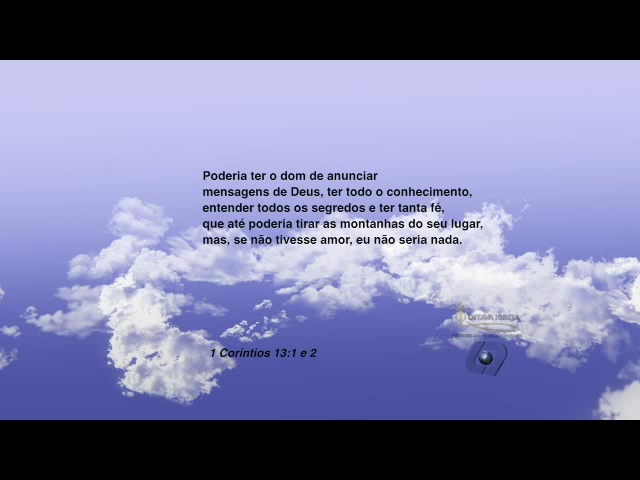 Poderia ter o dom de anunciar
mensagens de Deus, ter todo o conhecimento,
entender todos os segredos e ter tanta fé,
que até poderia tirar as montanhas do seu lugar,
mas, se não tivesse amor, eu não seria nada.
OITAVA IGREJA
1 Coríntios 13:1 e 2